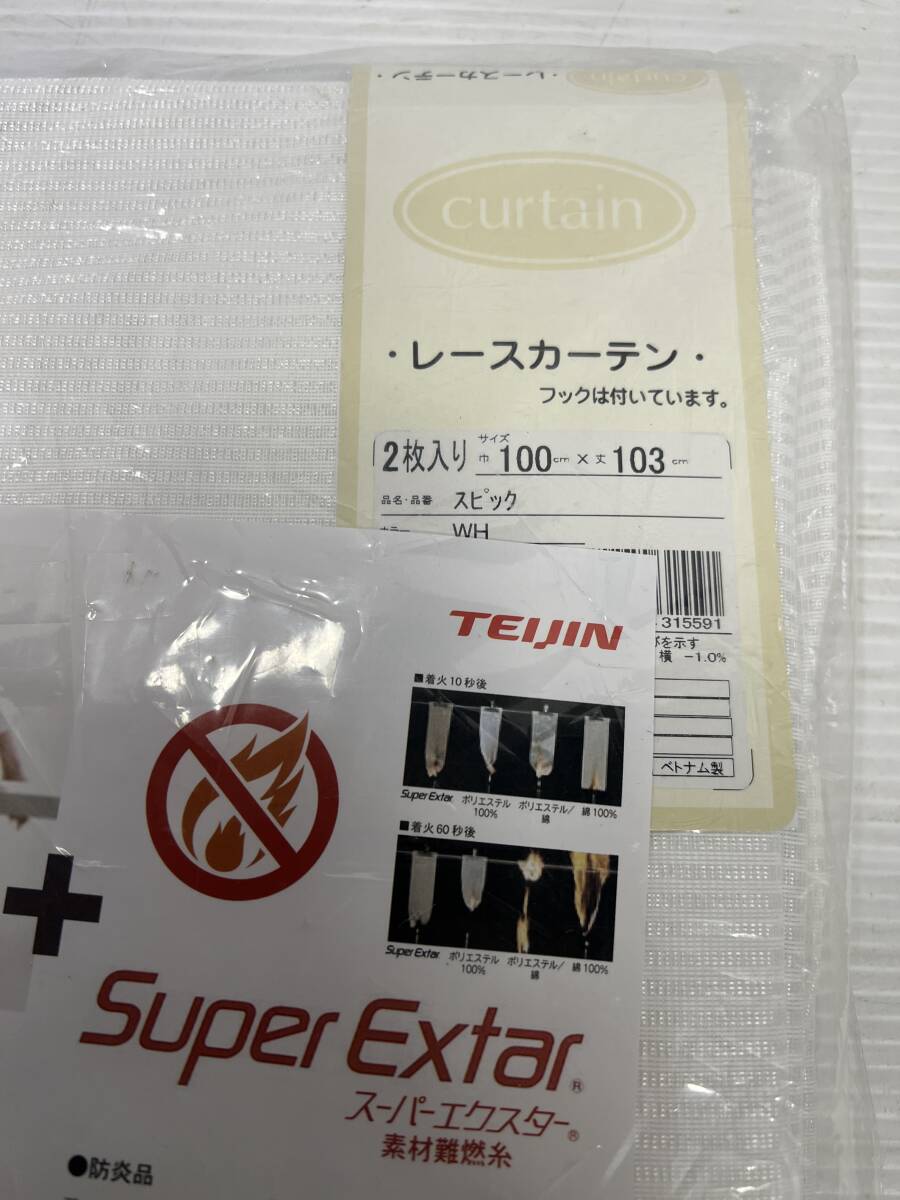 ・レースカーテン・
curtain
curtain
・レースカーテン・
フックは付いています。
2枚入り サイズ 巾 100cm × 丈 103cm
品名・品番 スピック
カラー WH
315591
を示す
横 -1.0%
ベトナム製
TEIJIN
■着火10秒後
Super Extar ポリエステル100% ポリエステル/綿 綿100%
■着火60秒後
Super Extar ポリエステル100% ポリエステル/綿 綿100%
+
Super Extar®
スーパーエクスター®
素材難燃糸
●防炎品